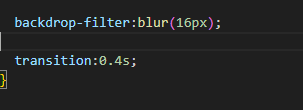 backdrop-filter:blur(16px);
transition:0.4s;
}